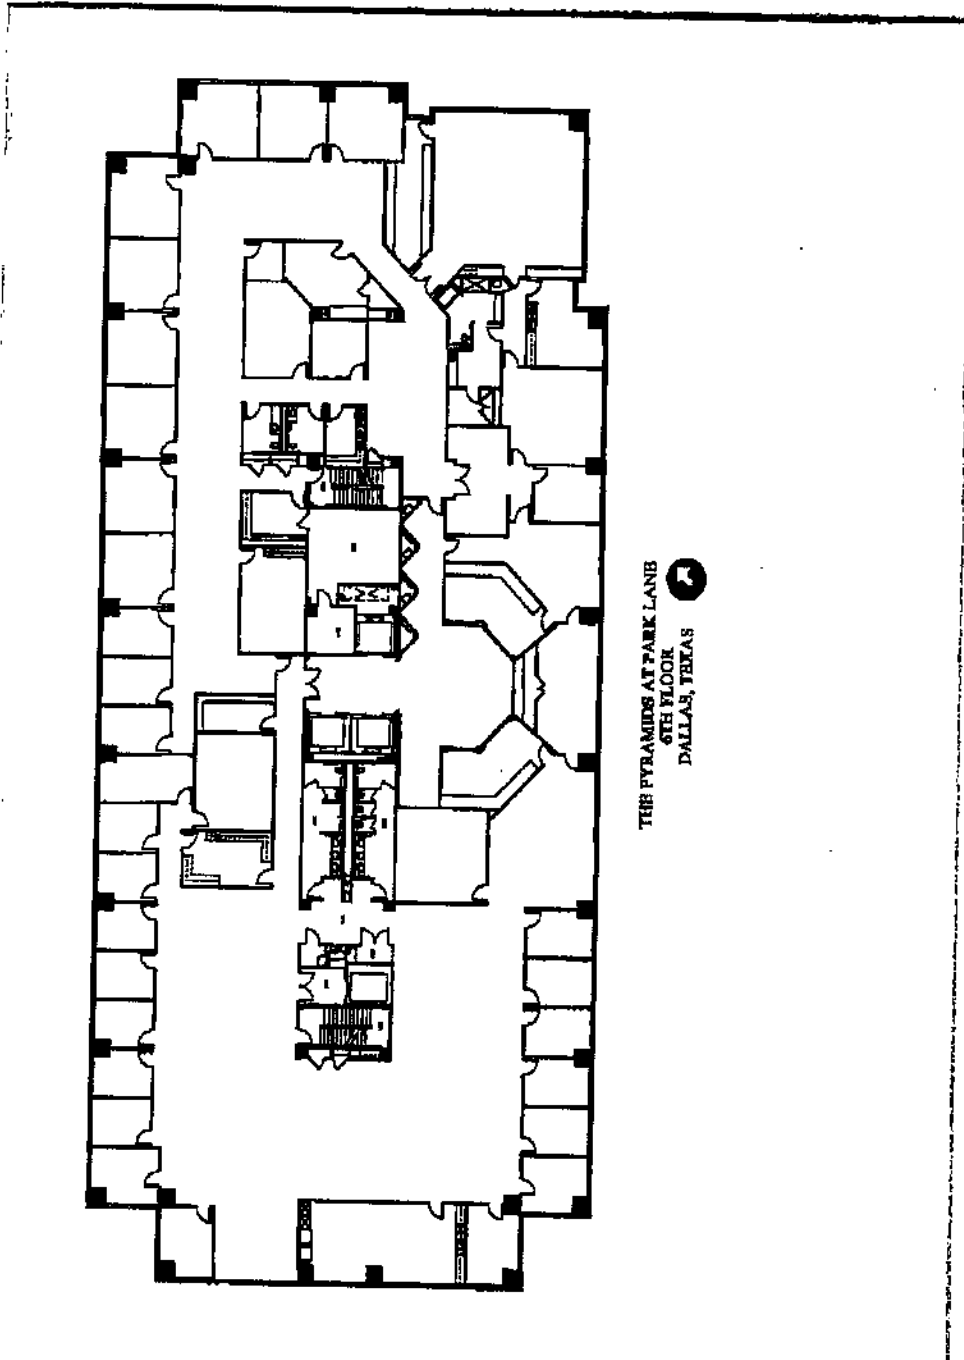 THE PYRAMIDS AT PARK LANE
6TH FLOOR
DALLAS, TEXAS